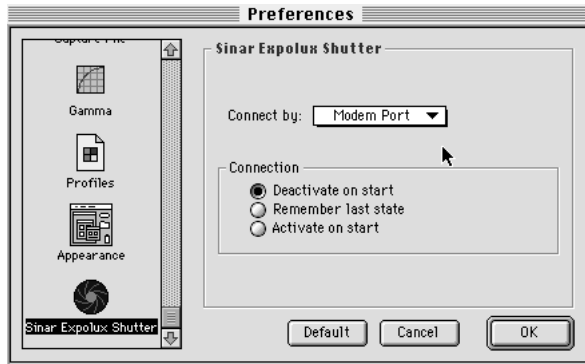 Preferences
Gamma
Profiles
Appearance
Sinar Expolux Shutter
Sinar Expolux Shutter
Connect by: Modem Port
Connection
Deactivate on start
Remember last state
Activate on start
Default Cancel OK